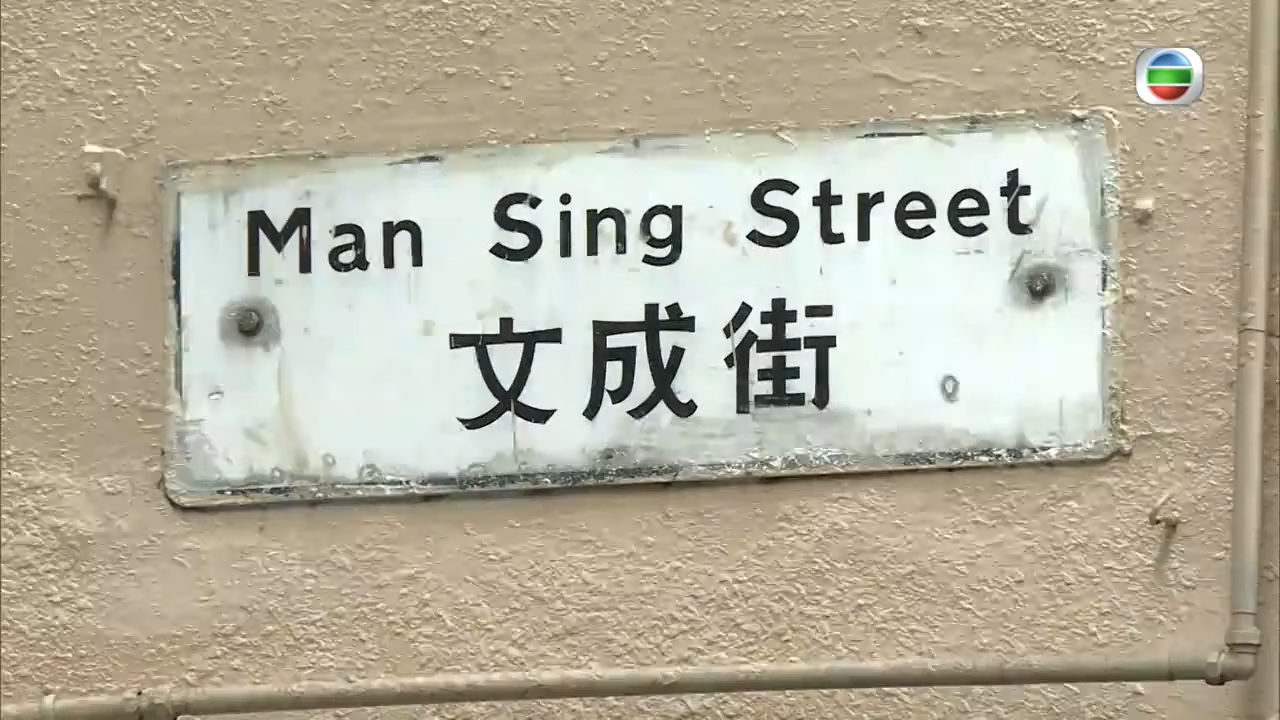 Man Sing Street
文成街